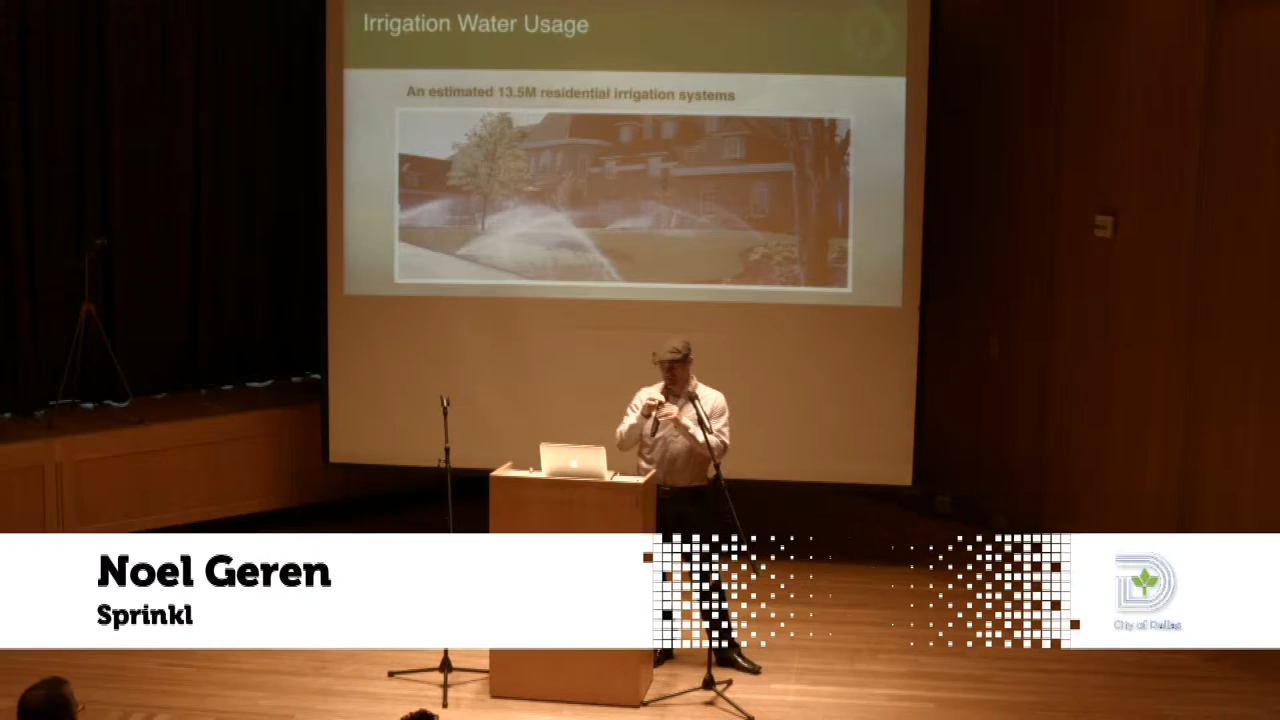 Irrigation Water Usage
An estimated 13.5M residential irrigation systems
Noel Geren
Sprinkl
City of Dallas